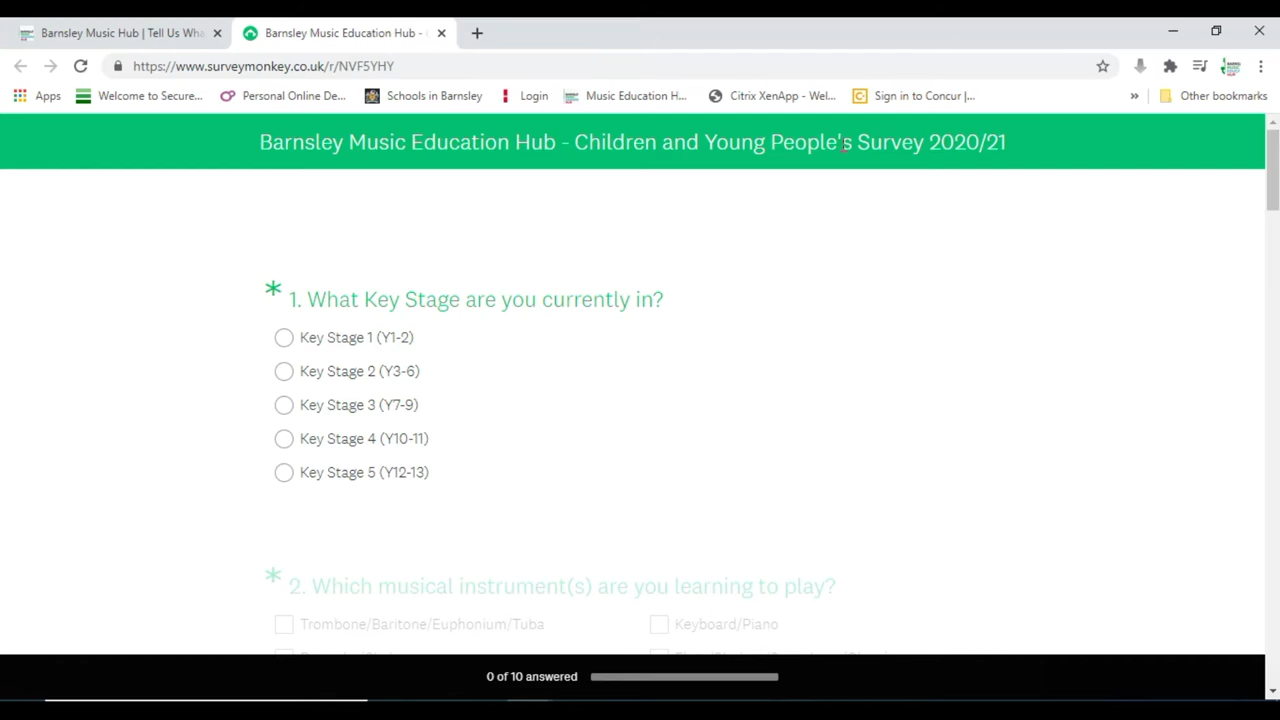 Barnsley Music Hub | Tell Us Wha
Barnsley Music Education Hub -
https://www.surveymonkey.co.uk/r/NVF5YHY
Apps
Welcome to Secure...
Personal Online De...
Schools in Barnsley
Login
Music Education H...
Citrix XenApp - Wel...
Sign in to Concur |...
»
Other bookmarks
Barnsley Music Education Hub - Children and Young People's Survey 2020/21
* 1. What Key Stage are you currently in?
Key Stage 1 (Y1-2)
Key Stage 2 (Y3-6)
Key Stage 3 (Y7-9)
Key Stage 4 (Y10-11)
Key Stage 5 (Y12-13)
* 2. Which musical instrument(s) are you learning to play?
Trombone/Baritone/Euphonium/Tuba
Keyboard/Piano
0 of 10 answered